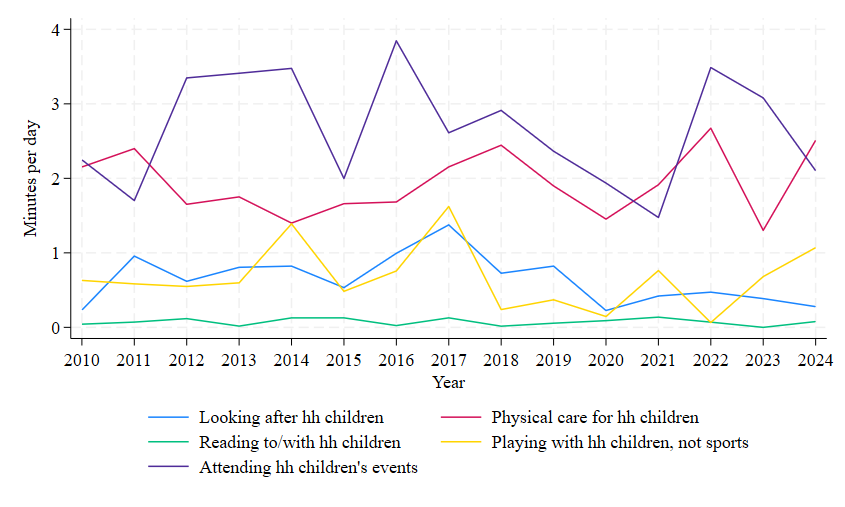 Minutes per day
4
3
2
1
0
2010 2011 2012 2013 2014 2015 2016 2017 2018 2019 2020 2021 2022 2023 2024
Year
Looking after hh children Physical care for hh children
Reading to/with hh children Playing with hh children, not sports
Attending hh children's events